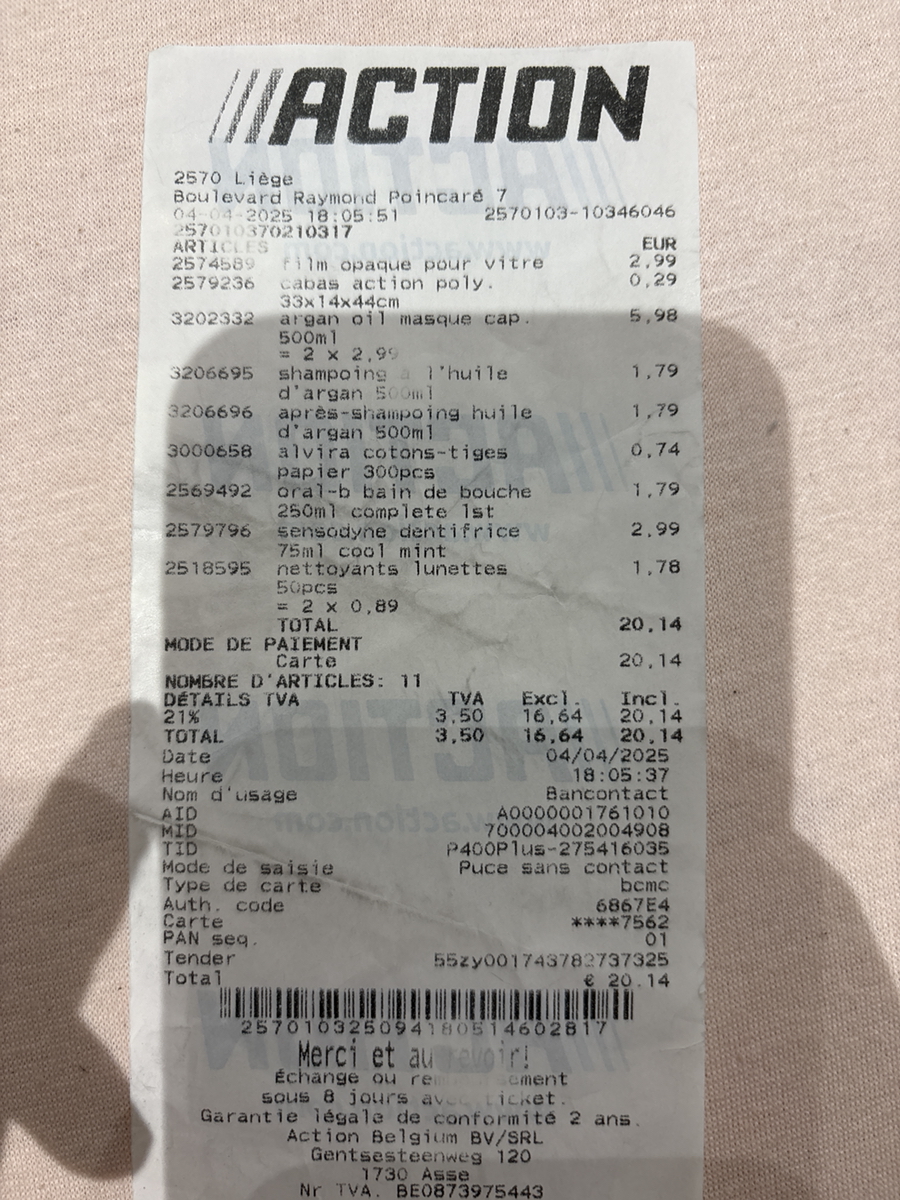 ACTION
2570 Liège
Boulevard Raymond Poincaré 7
04-04-2025 18:05:51 2570103-10346046
257010370210317
ARTICLES EUR
2574589 film opaque pour vitre 2,99
2579236 cabas action poly. 0,29
33x14x44cm
3202332 argan oil masque cap. 5,98
500ml
= 2 x 2,99
3206695 shampoing à l'huile 1,79
d'argan 500ml
3206696 après-shampoing huile 1,79
d'argan 500ml
3000658 alvira cotons-tiges 0,74
papier 300pcs
2569492 oral-b bain de bouche 1,79
250ml complete 1st
2579796 sensodyne dentifrice 2,99
75ml cool mint
2518595 nettoyants lunettes 1,78
50pcs
= 2 x 0,89
TOTAL 20,14
MODE DE PAIEMENT
Carte 20,14
NOMBRE D'ARTICLES: 11
DÉTAILS TVA TVA Excl. Incl.
21% 3,50 16,64 20,14
TOTAL 3,50 16,64 20,14
Date 04/04/2025
Heure 18:05:37
Nom d'usage Bancontact
AID A0000001761010
MID 700004002004908
TID P400Plus-275416035
Mode de saisie Puce sans contact
Type de carte bcmc
Auth. code 6867E4
Carte ****7562
PAN seq. 01
Tender 55zy001743782737325
Total € 20.14
257010325094180514602817
Merci et au revoir!
Échange ou
sous 8 jours avec ticket.
Garantie légale de conformité 2 ans.
Action Belgium BV/SRL
Gentsesteenweg 120
1730 Asse
Nr TVA. BE0873975443